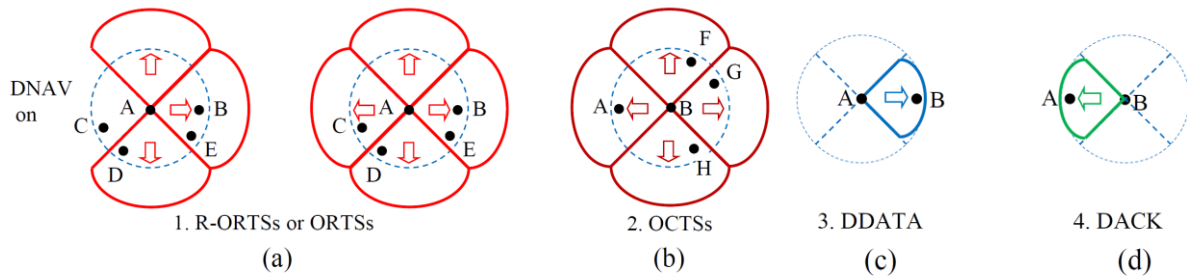 DNAV
on
A
B
C
D
E
A
B
C
D
E
1. R-ORTSs or ORTSs
(a)
F
G
A
B
H
2. OCTSs
(b)
A
B
3. DDATA
(c)
A
B
4. DACK
(d)